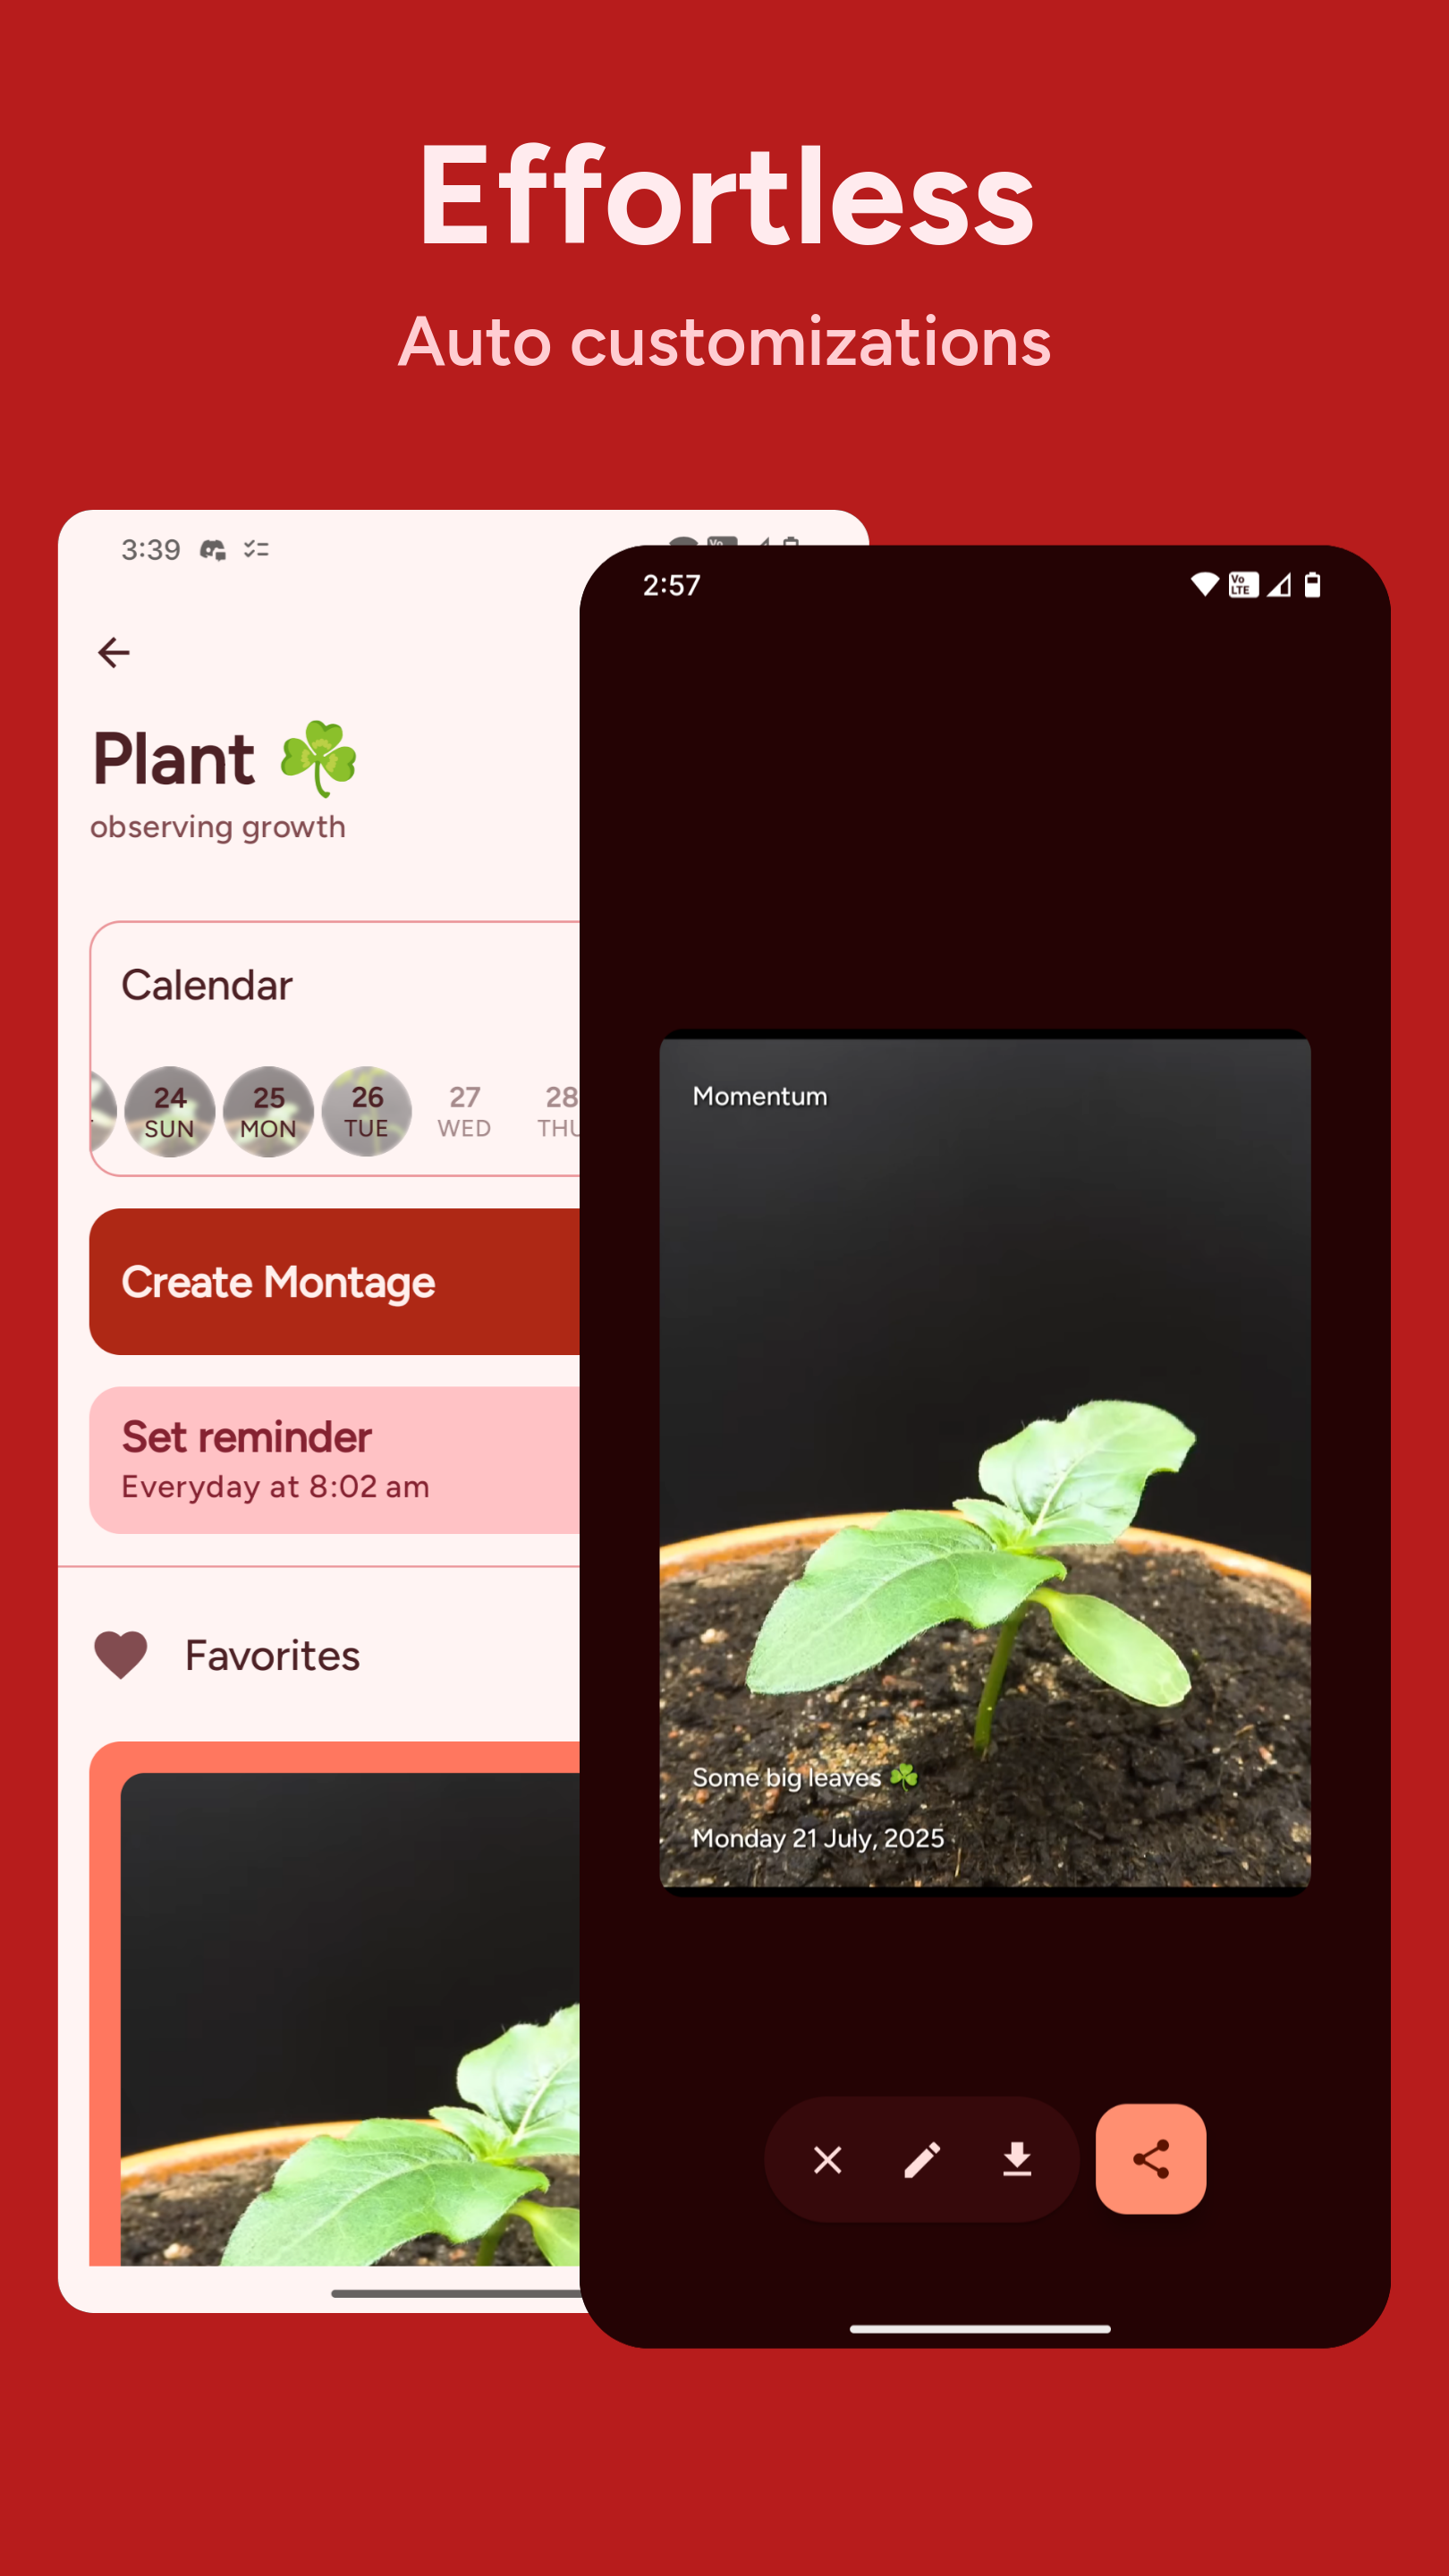 Effortless
Auto customizations
3:39
Plant ☘️
observing growth
Calendar
24 25 26 27 28
SUN MON TUE WED THU
Create Montage
Set reminder
Everyday at 8:02 am
Favorites
2:57
Vo
LTE
Momentum
Some big leaves ☘️
Monday 21 July, 2025